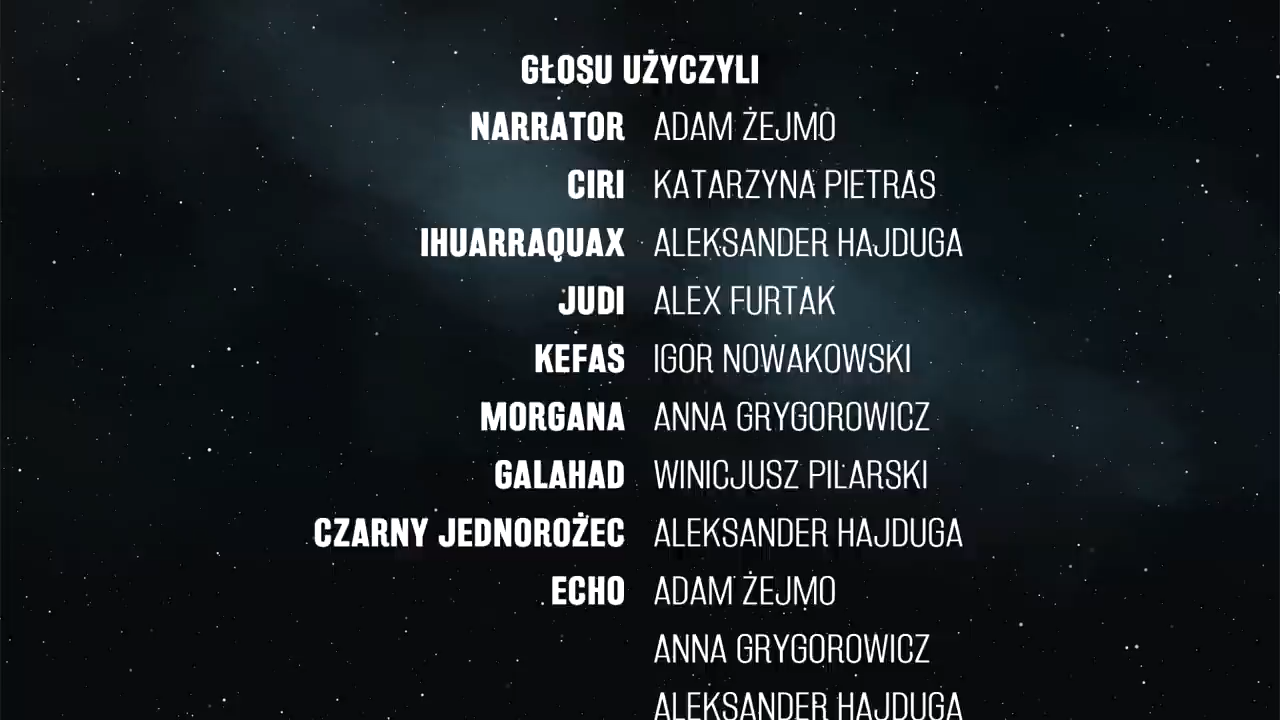 GŁOSU UŻYCZYLI
NARRATOR ADAM ŻEJMO
CIRI KATARZYNA PIETRAS
IHUARRAQUAX ALEKSANDER HAJDUGA
JUDI ALEX FURTAK
KEFAS IGOR NOWAKOWSKI
MORGANA ANNA GRYGOROWICZ
GALAHAD WINICJUSZ PILARSKI
CZARNY JEDNOROŻEC ALEKSANDER HAJDUGA
ECHO ADAM ŻEJMO
ANNA GRYGOROWICZ
ALEKSANDER HAJDUGA